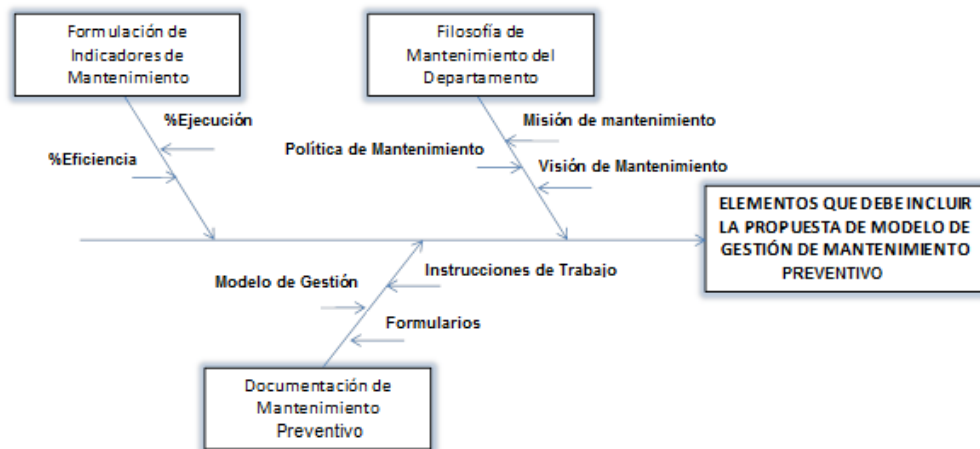 Formulación de
Indicadores de
Mantenimiento
Filosofía de
Mantenimiento del
Departamento
%Ejecución
%Eficiencia
Misión de mantenimiento
Política de Mantenimiento
Visión de Mantenimiento
ELEMENTOS QUE DEBE INCLUIR
LA PROPUESTA DE MODELO DE
GESTIÓN DE MANTENIMIENTO
PREVENTIVO
Instrucciones de Trabajo
Modelo de Gestión
Formularios
Documentación de
Mantenimiento
Preventivo